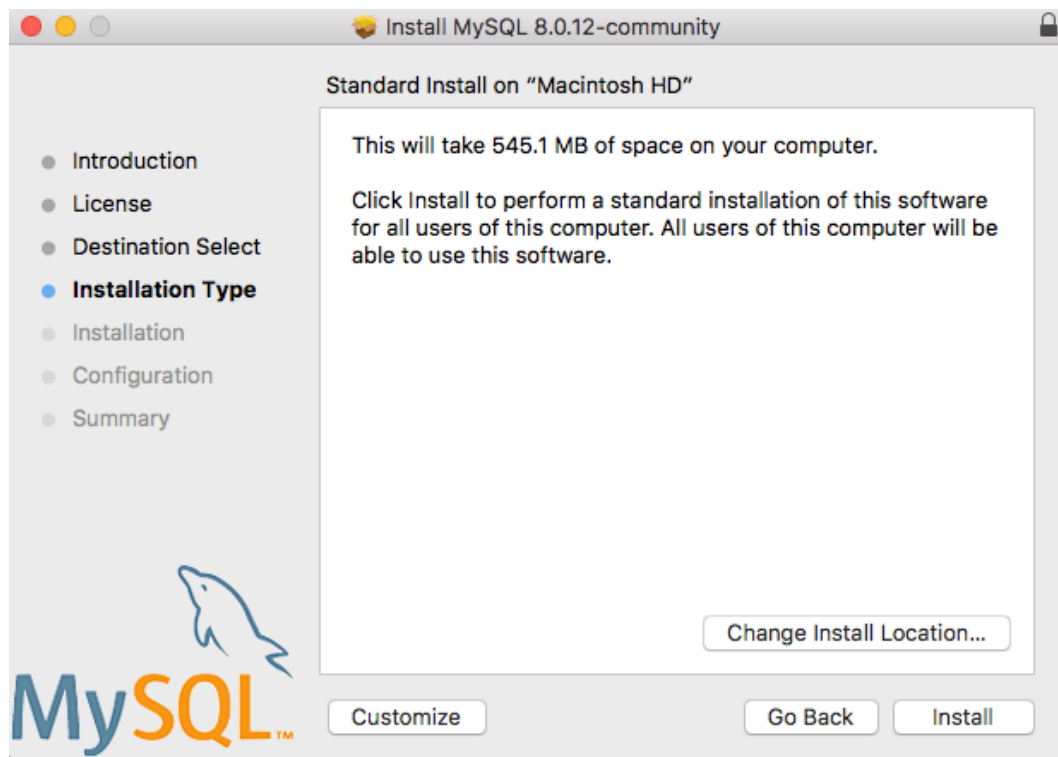 Install MySQL 8.0.12-community
Standard Install on “Macintosh HD”
Introduction
License
Destination Select
Installation Type
Installation
Configuration
Summary
This will take 545.1 MB of space on your computer.
Click Install to perform a standard installation of this software
for all users of this computer. All users of this computer will be
able to use this software.
Change Install Location...
MySQL™
Customize
Go Back
Install